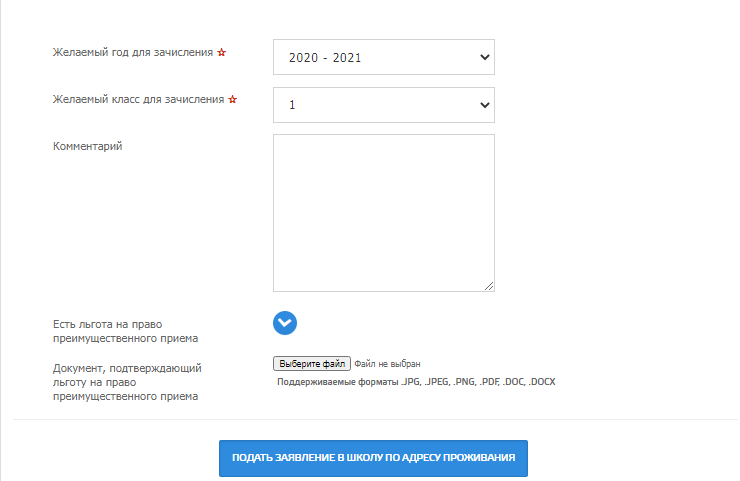 Желаемый год для зачисления ☆
2020 - 2021
Желаемый класс для зачисления ☆
1
Комментарий
Есть льгота на право
преимущественного приема
Документ, подтверждающий
льготу на право
преимущественного приема
Выберите файл Файл не выбран
Поддерживаемые форматы .JPG, .JPEG, .PNG, .PDF, .DOC, .DOCX
ПОДАТЬ ЗАЯВЛЕНИЕ В ШКОЛУ ПО АДРЕСУ ПРОЖИВАНИЯ